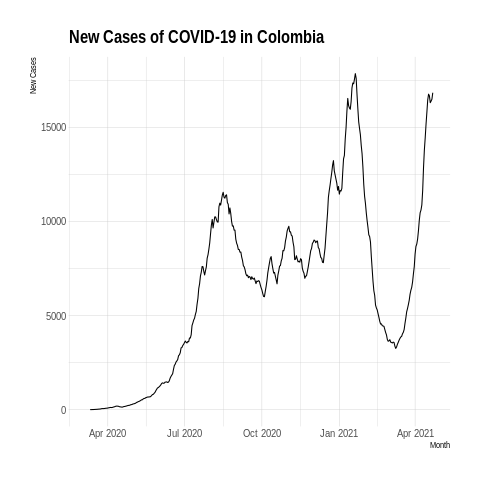 New Cases of COVID-19 in Colombia
New Cases
15000
10000
5000
0
Apr 2020 Jul 2020 Oct 2020 Jan 2021 Apr 2021
Month